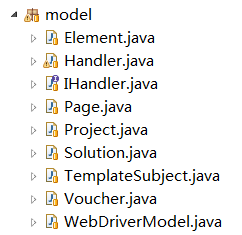 model
Element.java
Handler.java
IHandler.java
Page.java
Project.java
Solution.java
TemplateSubject.java
Voucher.java
WebDriverModel.java